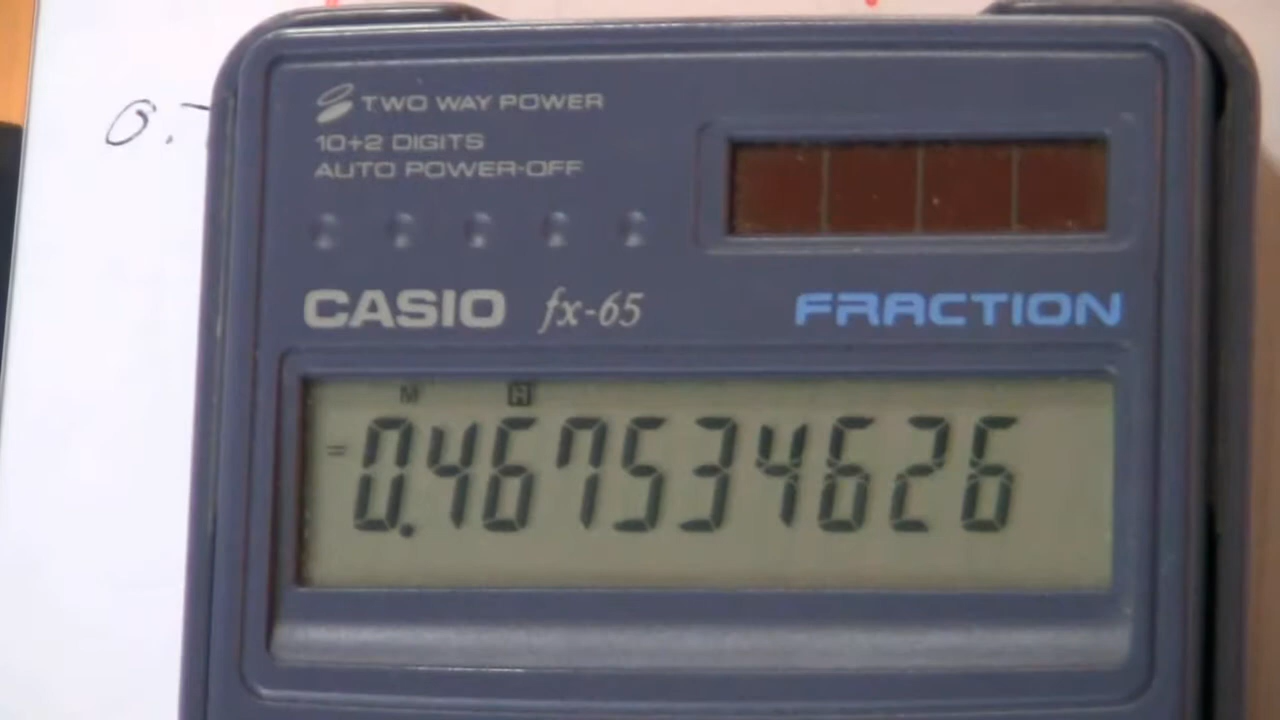 TWO WAY POWER
10+2 DIGITS
AUTO POWER-OFF
CASIO fx-65 FRACTION
M
= 0.467534626